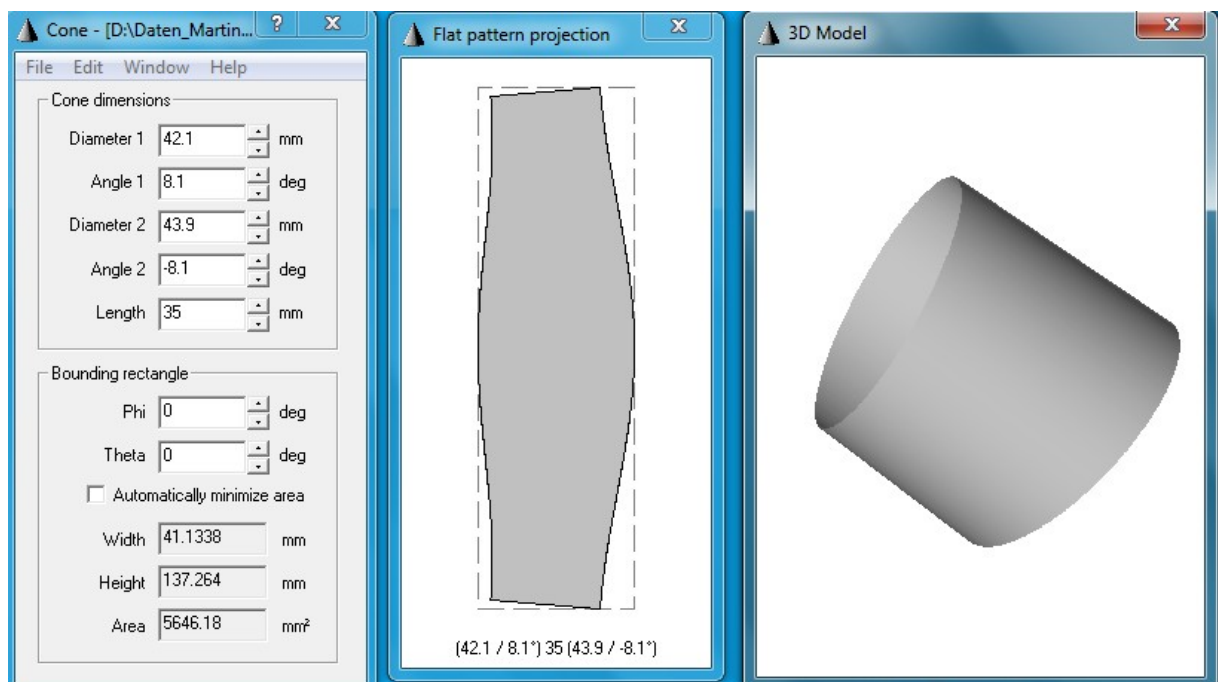 Cone - [D:\Daten_Martin...
File Edit Window Help
Cone dimensions
Diameter 1 42.1 mm
Angle 1 8.1 deg
Diameter 2 43.9 mm
Angle 2 -8.1 deg
Length 35 mm
Bounding rectangle
Phi 0 deg
Theta 0 deg
Automatically minimize area
Width 41.1338 mm
Height 137.264 mm
Area 5646.18 mm²
Flat pattern projection
(42.1 / 8.1°) 35 (43.9 / -8.1°)
3D Model